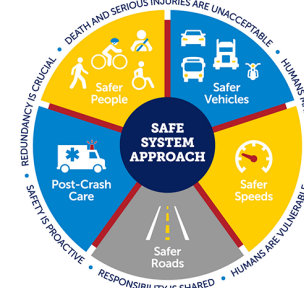 DEATH AND SERIOUS INJURIES ARE UNACCEPTABLE
HUMANS
HUMANS ARE VULNERABLE
RESPONSIBILITY IS SHARED
SAFETY IS PROACTIVE
REDUNDANCY IS CRUCIAL
Safer
People
Safer
Vehicles
SAFE
SYSTEM
APPROACH
Post-Crash
Care
Safer
Speeds
Safer
Roads